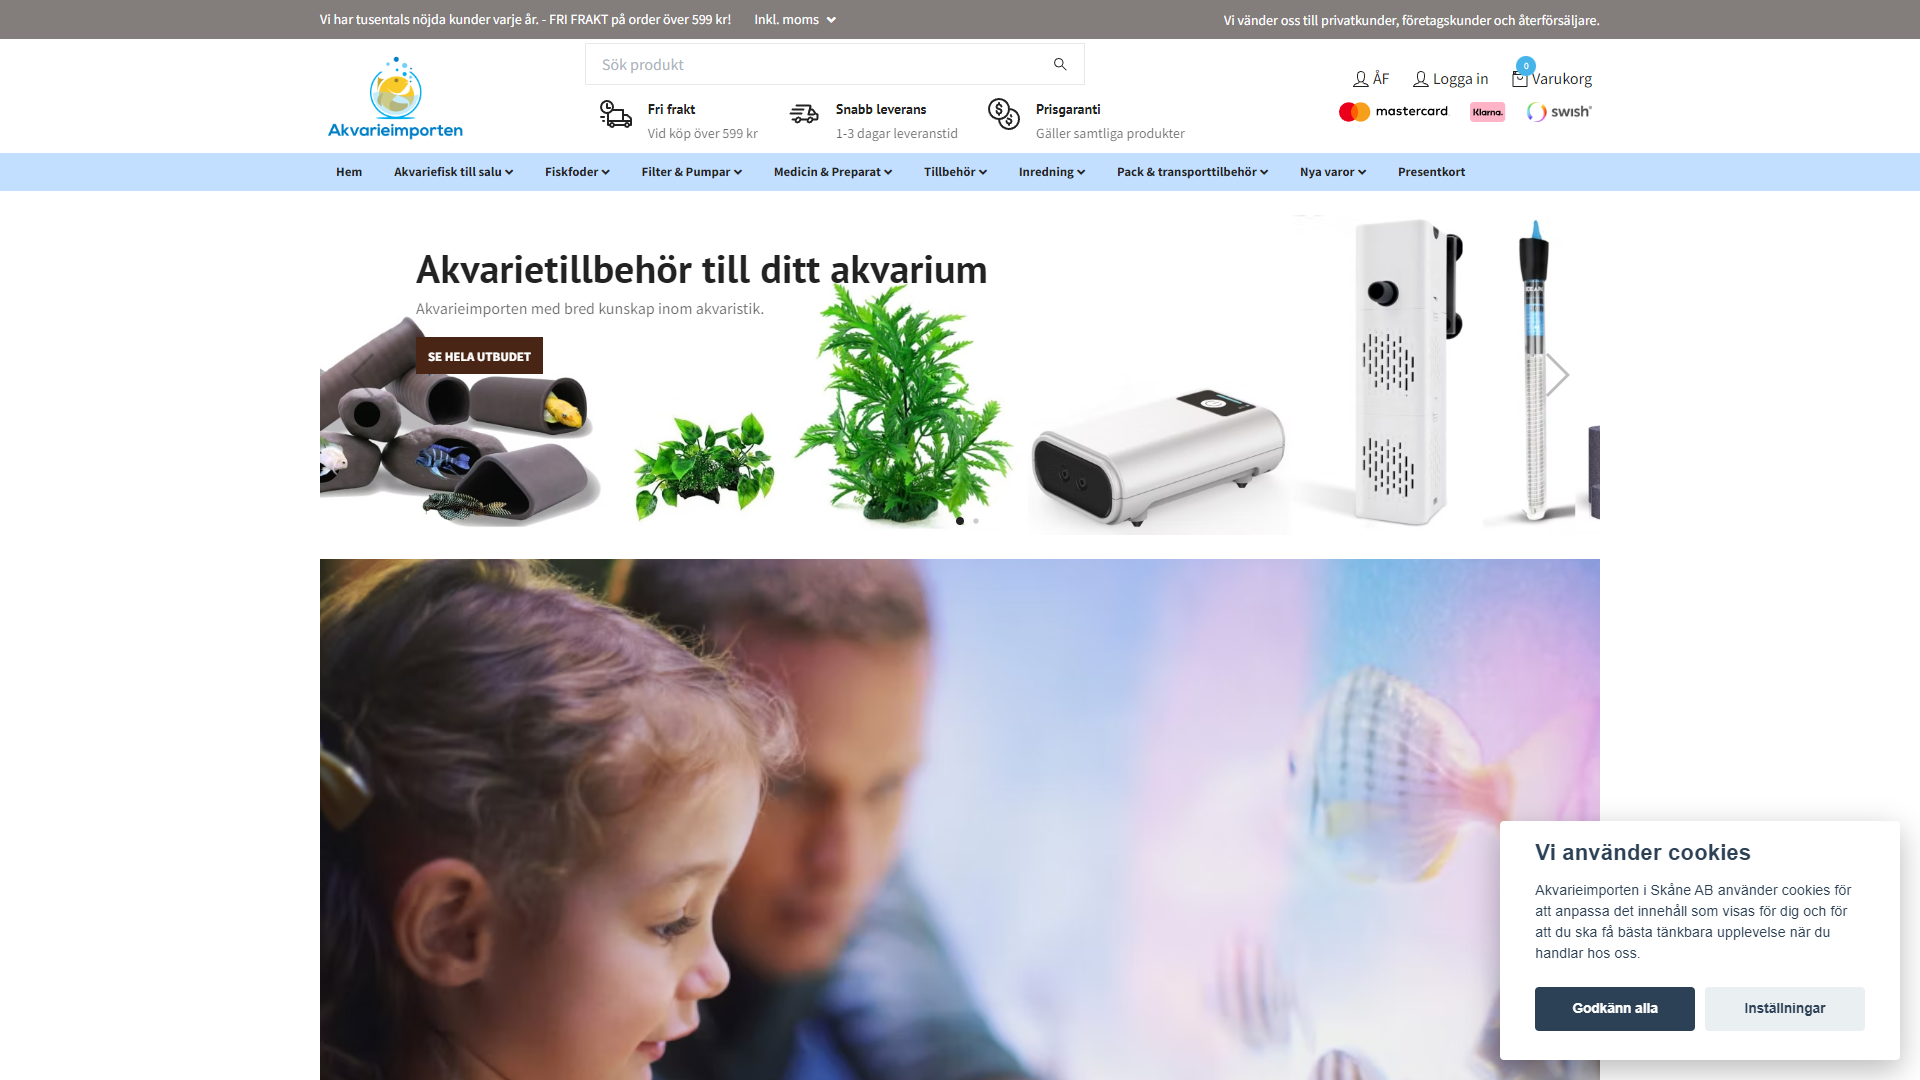 Vi har tusentals nöjda kunder varje år. - FRI FRAKT på order över 599 kr!
Inkl. moms
Vi vänder oss till privatkunder, företagskunder och återförsäljare.
Akvarieimporten
Sök produkt
Fri frakt
Vid köp över 599 kr
Snabb leverans
1-3 dagar leveranstid
Prisgaranti
Gäller samtliga produkter
ÅF
Logga in
0
Varukorg
mastercard
Klarna.
swish
Hem
Akvariefisk till salu
Fiskfoder
Filter & Pumpar
Medicin & Preparat
Tillbehör
Inredning
Pack & transporttillbehör
Nya varor
Presentkort
Akvarietillbehör till ditt akvarium
Akvarieimporten med bred kunskap inom akvaristik.
SE HELA UTBUDET
Vi använder cookies
Akvarieimporten i Skåne AB använder cookies för
att anpassa det innehåll som visas för dig och för
att du ska få bästa tänkbara upplevelse när du
handlar hos oss.
Godkänn alla
Inställningar